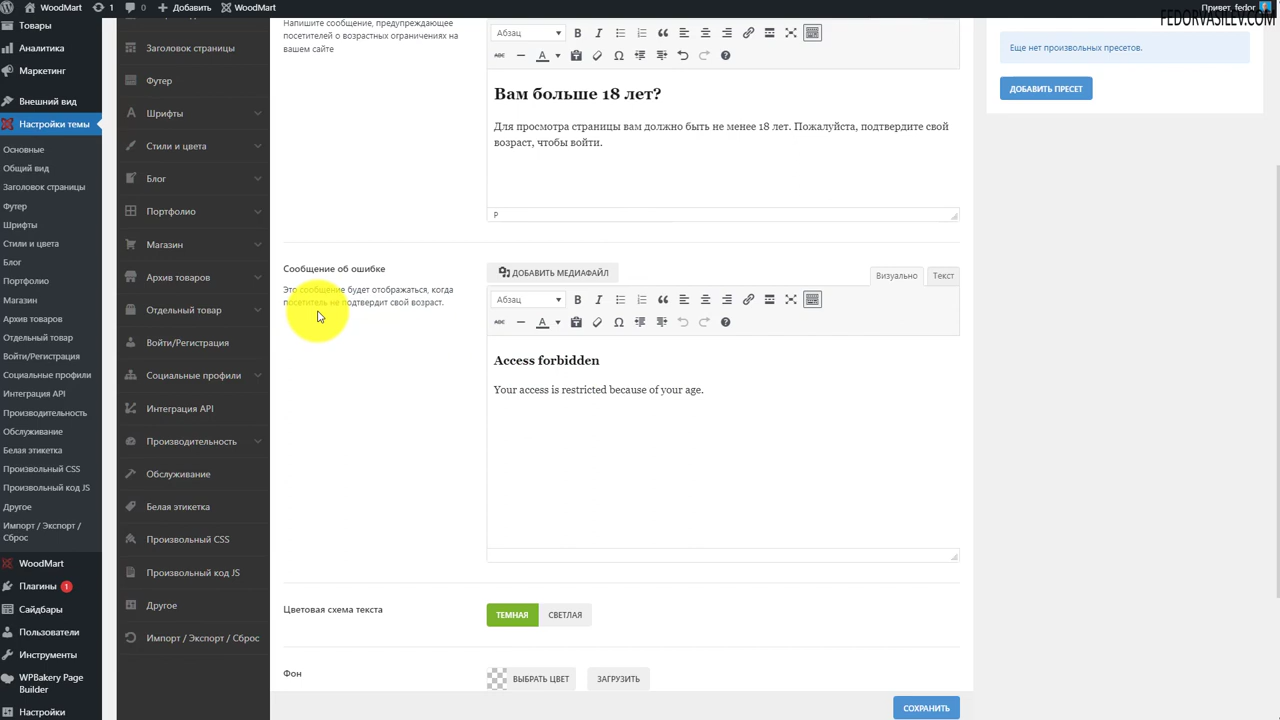 WoodMart
1
0
Добавить
WoodMart
Привет, fedor
FEDORVASILEV.COM
Товары
Аналитика
Маркетинг
Внешний вид
Настройки темы
Основные
Общий вид
Заголовок страницы
Футер
Шрифты
Стили и цвета
Блог
Портфолио
Магазин
Архив товаров
Отдельный товар
Войти/Регистрация
Социальные профили
Интеграция API
Производительность
Обслуживание
Белая этикетка
Произвольный CSS
Произвольный код JS
Другое
Импорт / Экспорт /
Сброс
WoodMart
Плагины 1
Сайдбары
Пользователи
Инструменты
WPBakery Page
Builder
Настройки
Заголовок страницы
Футер
Шрифты
Стили и цвета
Блог
Портфолио
Магазин
Архив товаров
Отдельный товар
Войти/Регистрация
Социальные профили
Интеграция API
Производительность
Обслуживание
Белая этикетка
Произвольный CSS
Произвольный код JS
Другое
Импорт / Экспорт / Сброс
Напишите сообщение, предупреждающее
посетителей о возрастных ограничениях на
вашем сайте
Абзац
Вам больше 18 лет?
Для просмотра страницы вам должно быть не менее 18 лет. Пожалуйста, подтвердите свой
возраст, чтобы войти.
P
Сообщение об ошибке
Это сообщение будет отображаться, когда
посетитель не подтвердит свой возраст.
ДОБАВИТЬ МЕДИАФАЙЛ
Визуально
Текст
Абзац
Access forbidden
Your access is restricted because of your age.
Цветовая схема текста
ТЕМНАЯ
СВЕТЛАЯ
Фон
ВЫБРАТЬ ЦВЕТ
ЗАГРУЗИТЬ
СОХРАНИТЬ
Еще нет произвольных пресетов.
ДОБАВИТЬ ПРЕСЕТ